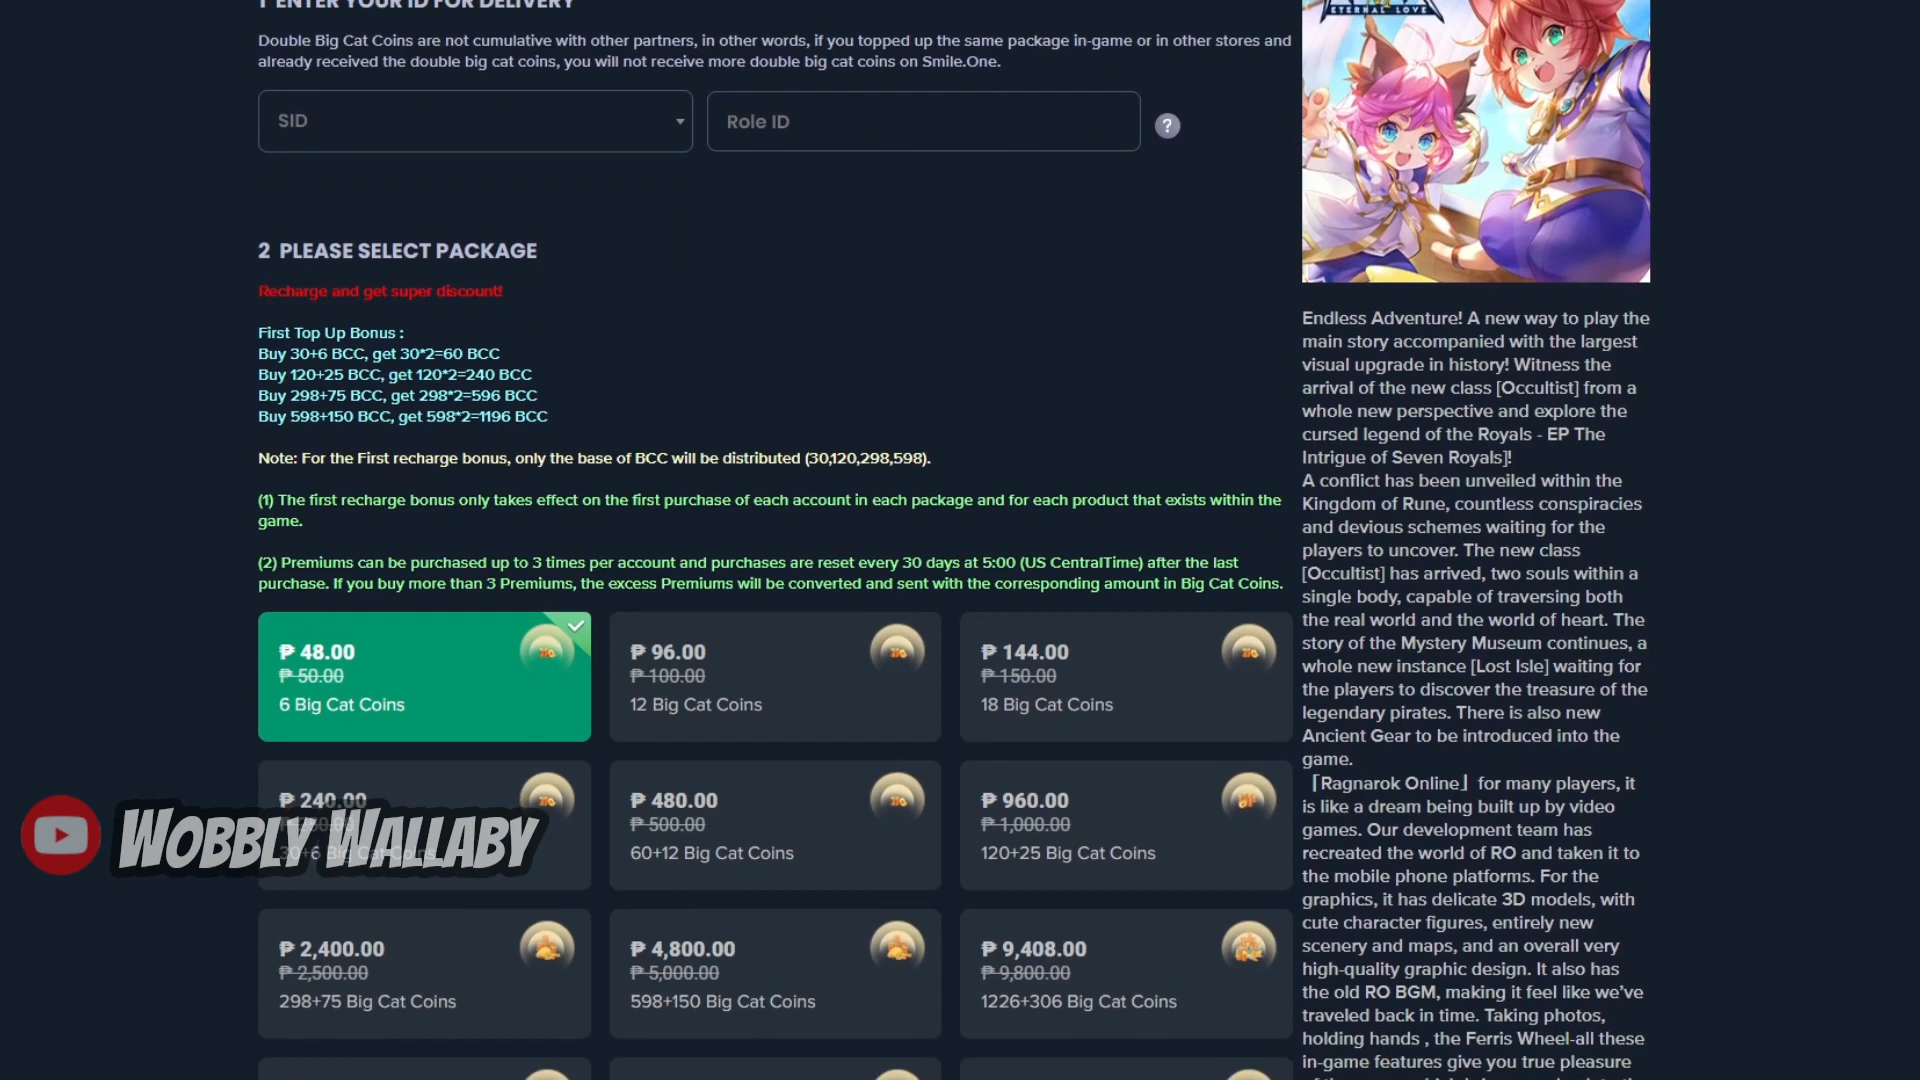 1 ENTER YOUR ID FOR DELIVERY
Double Big Cat Coins are not cumulative with other partners, in other words, if you topped up the same package in-game or in other stores and
already received the double big cat coins, you will not receive more double big cat coins on Smile.One.
SID
Role ID
?
2 PLEASE SELECT PACKAGE
Recharge and get super discount!
First Top Up Bonus :
Buy 30+6 BCC, get 30*2=60 BCC
Buy 120+25 BCC, get 120*2=240 BCC
Buy 298+75 BCC, get 298*2=596 BCC
Buy 598+150 BCC, get 598*2=1196 BCC
Note: For the First recharge bonus, only the base of BCC will be distributed (30,120,298,598).
(1) The first recharge bonus only takes effect on the first purchase of each account in each package and for each product that exists within the
game.
(2) Premiums can be purchased up to 3 times per account and purchases are reset every 30 days at 5:00 (US CentralTime) after the last
purchase. If you buy more than 3 Premiums, the excess Premiums will be converted and sent with the corresponding amount in Big Cat Coins.
₱ 48.00
₱ 50.00
6 Big Cat Coins
₱ 96.00
₱ 100.00
12 Big Cat Coins
₱ 144.00
₱ 150.00
18 Big Cat Coins
₱ 240.00
30+6 Big Cat Coins
WOBBLY WALLABY
₱ 480.00
₱ 500.00
60+12 Big Cat Coins
₱ 960.00
₱ 1,000.00
120+25 Big Cat Coins
₱ 2,400.00
₱ 2,500.00
298+75 Big Cat Coins
₱ 4,800.00
₱ 5,000.00
598+150 Big Cat Coins
₱ 9,408.00
₱ 9,800.00
1226+306 Big Cat Coins
ETERNAL LOVE
Endless Adventure! A new way to play the
main story accompanied with the largest
visual upgrade in history! Witness the
arrival of the new class [Occultist] from a
whole new perspective and explore the
cursed legend of the Royals - EP The
Intrigue of Seven Royals]!
A conflict has been unveiled within the
Kingdom of Rune, countless conspiracies
and devious schemes waiting for the
players to uncover. The new class
[Occultist] has arrived, two souls within a
single body, capable of traversing both
the real world and the world of heart. The
story of the Mystery Museum continues, a
whole new instance [Lost Isle] waiting for
the players to discover the treasure of the
legendary pirates. There is also new
Ancient Gear to be introduced into the
game.
「Ragnarok Online」for many players, it
is like a dream being built up by video
games. Our development team has
recreated the world of RO and taken it to
the mobile phone platforms. For the
graphics, it has delicate 3D models, with
cute character figures, entirely new
scenery and maps, and an overall very
high-quality graphic design. It also has
the old RO BGM, making it feel like we've
traveled back in time. Taking photos,
holding hands , the Ferris Wheel-all these
in-game features give you true pleasure